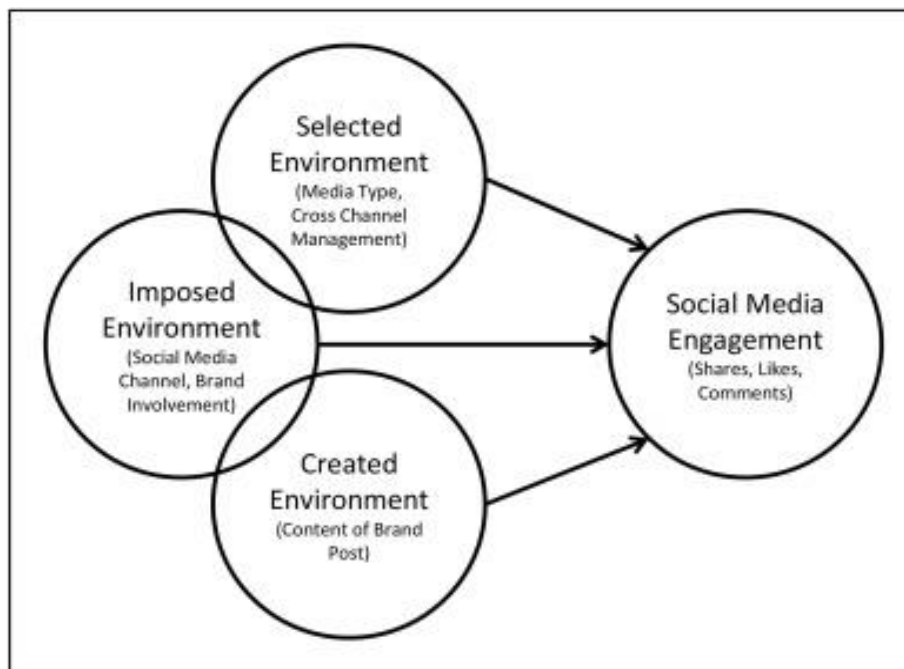 Selected
Environment
(Media Type,
Cross Channel
Management)
Imposed
Environment
(Social Media
Channel, Brand
Involvement)
Created
Environment
(Content of Brand
Post)
Social Media
Engagement
(Shares, Likes,
Comments)